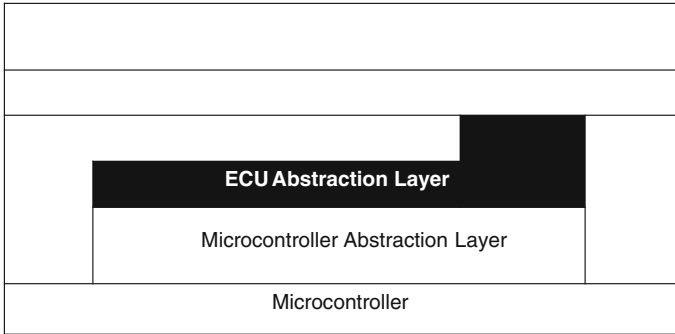 ECU Abstraction Layer
Microcontroller Abstraction Layer
Microcontroller